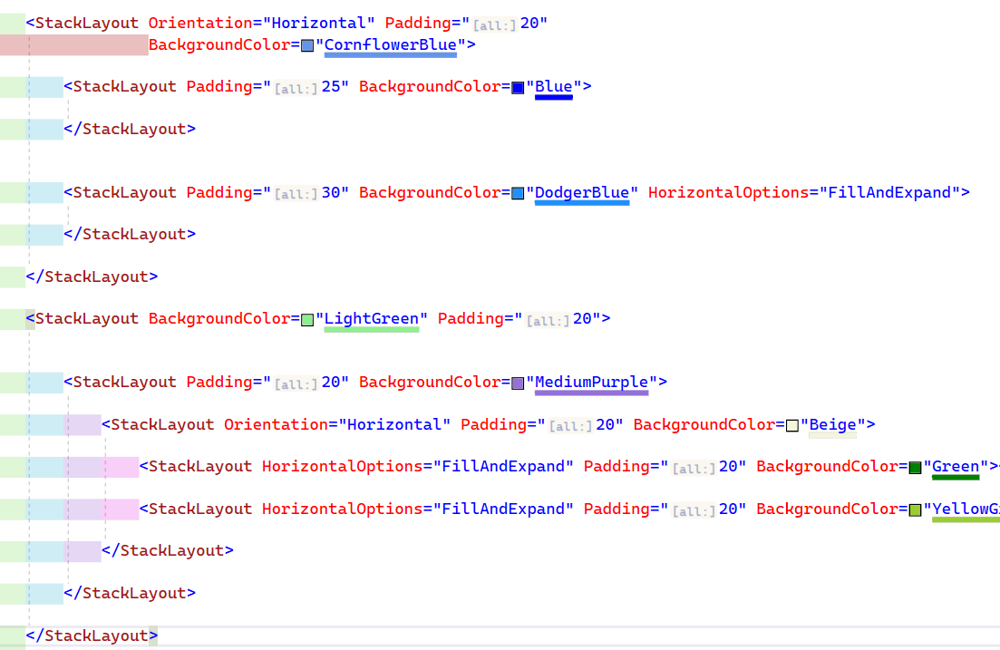 <StackLayout Orientation="Horizontal" Padding="[all:]20"
BackgroundColor="CornflowerBlue">
<StackLayout Padding="[all:]25" BackgroundColor="Blue">
</StackLayout>
<StackLayout Padding="[all:]30" BackgroundColor="DodgerBlue" HorizontalOptions="FillAndExpand">
</StackLayout>
</StackLayout>
<StackLayout BackgroundColor="LightGreen" Padding="[all:]20">
<StackLayout Padding="[all:]20" BackgroundColor="MediumPurple">
<StackLayout Orientation="Horizontal" Padding="[all:]20" BackgroundColor="Beige">
<StackLayout HorizontalOptions="FillAndExpand" Padding="[all:]20" BackgroundColor="Green"><
<StackLayout HorizontalOptions="FillAndExpand" Padding="[all:]20" BackgroundColor="YellowG
</StackLayout>
</StackLayout>
</StackLayout>